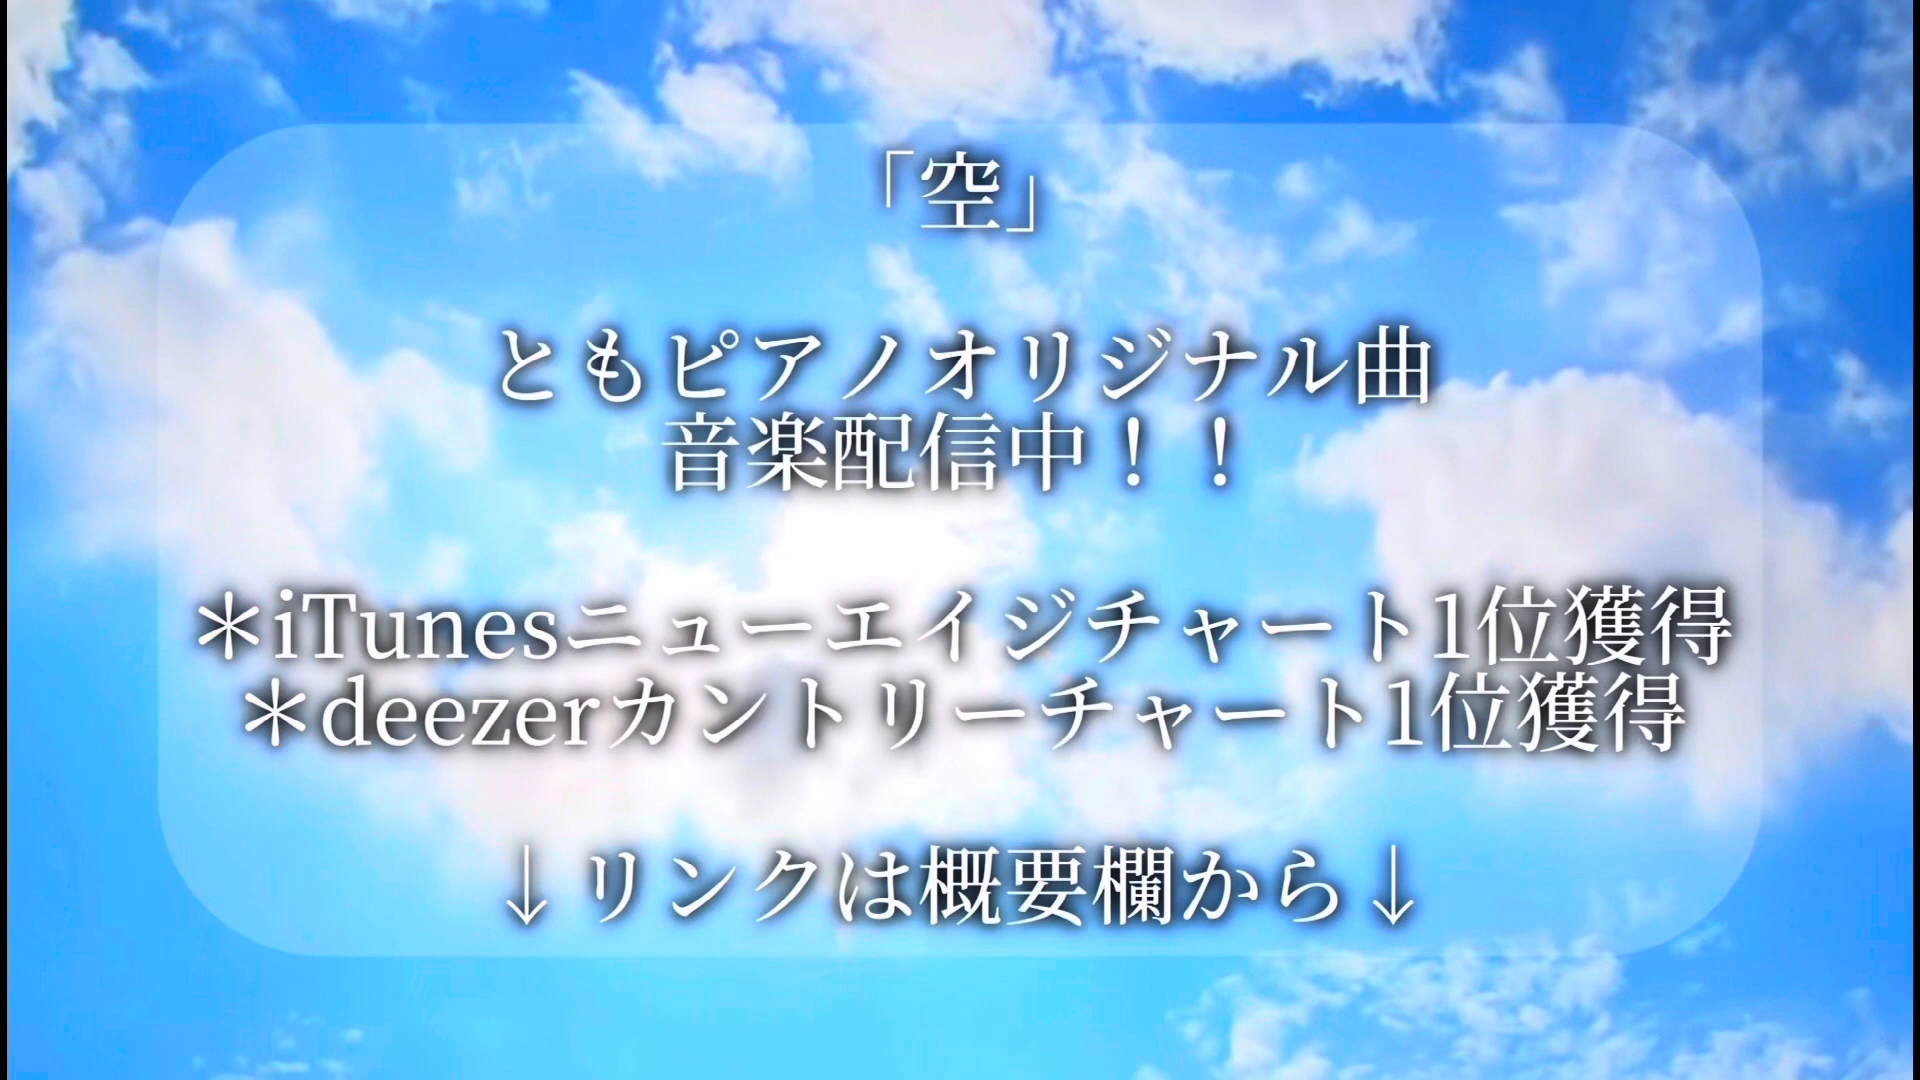 「空」
ともピアノオリジナル曲
音楽配信中！！
＊iTunesニューエイジチャート1位獲得
＊deezerカントリーチャート1位獲得
↓リンクは概要欄から↓